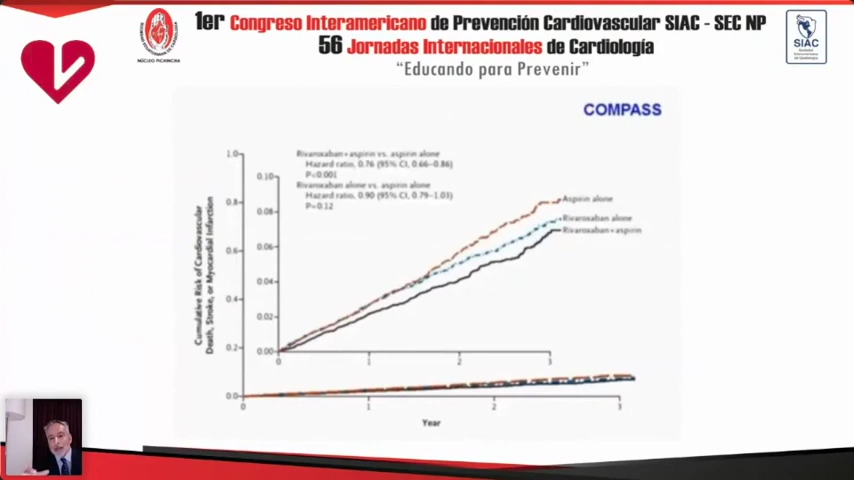 1er Congreso Interamericano de Prevención Cardiovascular SIAC - SEC NP
56 Jornadas Internacionales de Cardiología
“Educando para Prevenir”
NÚCLEO PICHINCHA
SIAC
COMPASS
Rivaroxaban+aspirin vs. aspirin alone
Hazard ratio, 0.76 (95% CI, 0.66–0.86)
P<0.001
Rivaroxaban alone vs. aspirin alone
Hazard ratio, 0.90 (95% CI, 0.79–1.03)
P=0.12
Cumulative Risk of Cardiovascular
Death, Stroke, or Myocardial Infarction
1.0
0.8
0.6
0.4
0.2
0.0
0.10
0.08
0.06
0.04
0.02
0.00
0
1
2
3
Aspirin alone
Rivaroxaban alone
Rivaroxaban+aspirin
0
1
2
3
Year